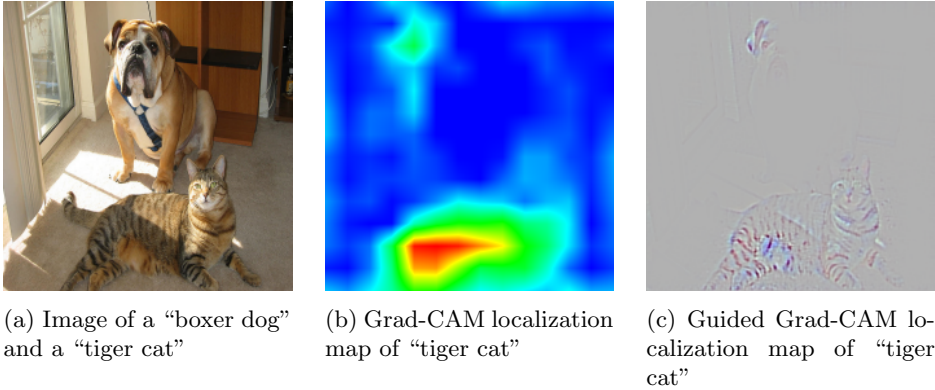 (a) Image of a “boxer dog”
and a “tiger cat”
(b) Grad-CAM localization
map of “tiger cat”
(c) Guided Grad-CAM lo-
calization map of “tiger
cat”